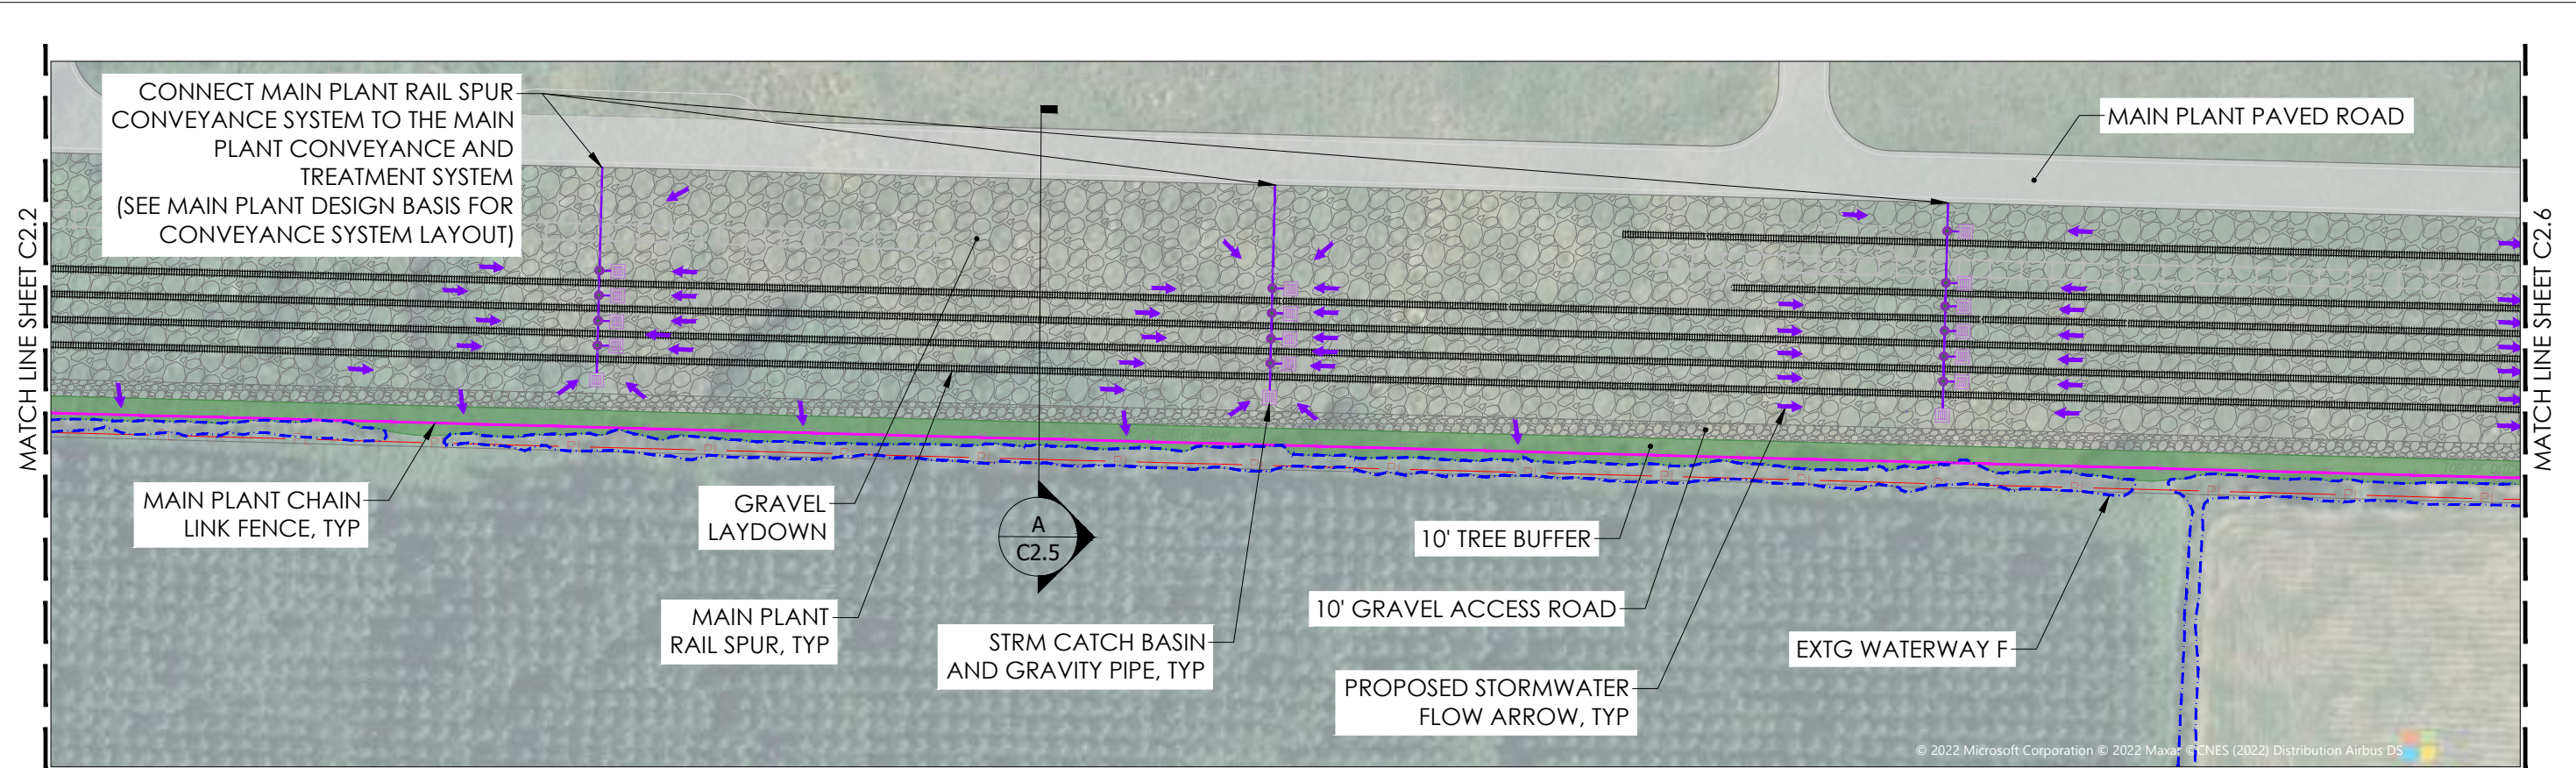 CONNECT MAIN PLANT RAIL SPUR
CONVEYANCE SYSTEM TO THE MAIN
PLANT CONVEYANCE AND
TREATMENT SYSTEM
(SEE MAIN PLANT DESIGN BASIS FOR
CONVEYANCE SYSTEM LAYOUT)
MAIN PLANT PAVED ROAD
MATCH LINE SHEET C2.2
MATCH LINE SHEET C2.6
MAIN PLANT CHAIN
LINK FENCE, TYP
GRAVEL
LAYDOWN
A
C2.5
10' TREE BUFFER
MAIN PLANT
RAIL SPUR, TYP
STRM CATCH BASIN
AND GRAVITY PIPE, TYP
10' GRAVEL ACCESS ROAD
EXTG WATERWAY F
PROPOSED STORMWATER
FLOW ARROW, TYP
© 2022 Microsoft Corporation © 2022 Maxar ©CNES (2022) Distribution Airbus DS